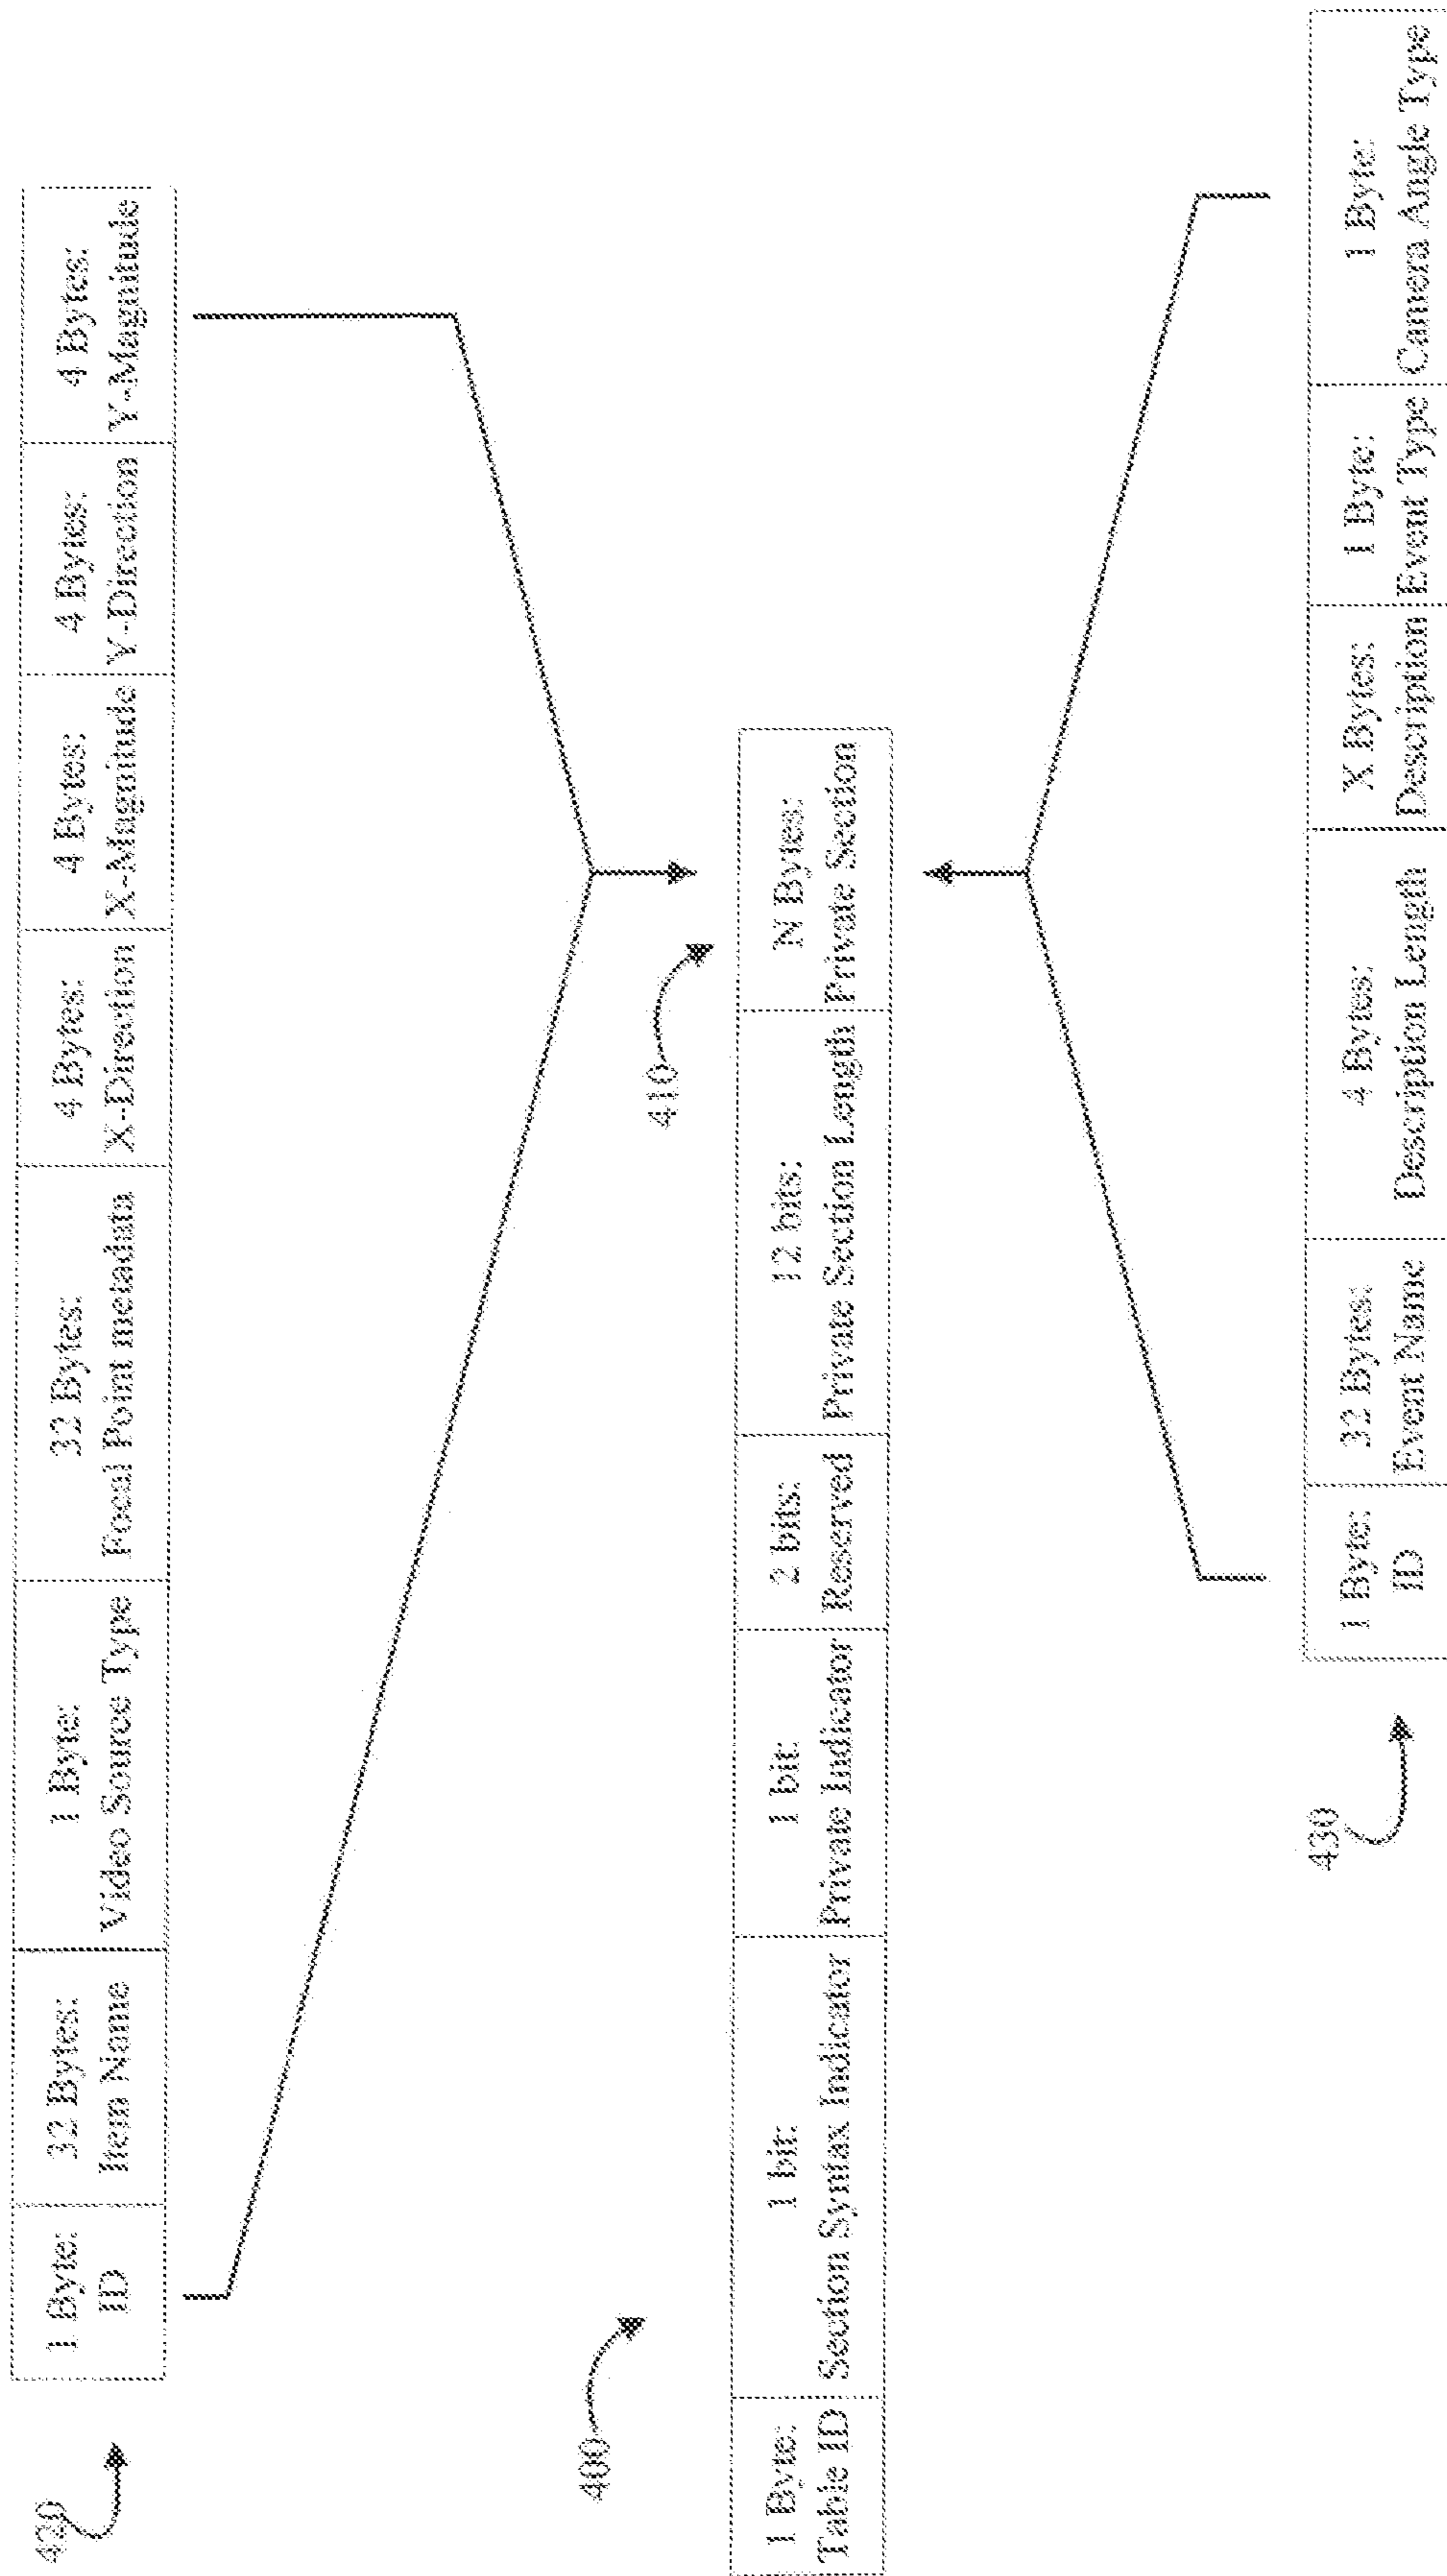 420
1 Byte:
ID
32 Bytes:
Item Name
1 Byte:
Video Source Type
32 Bytes:
Focal Point metadata
4 Bytes:
X-Direction
4 Bytes:
X-Magnitude
4 Bytes:
Y-Direction
4 Bytes:
Y-Magnitude
400
410
1 Byte:
Table ID
1 bit:
Section Syntax Indicator
1 bit:
Private Indicator
2 bits:
Reserved
12 bits:
Private Section Length
N Bytes:
Private Section
430
1 Byte:
ID
32 Bytes:
Event Name
4 Bytes:
Description Length
X Bytes:
Description
1 Byte:
Event Type
1 Byte:
Camera Angle Type